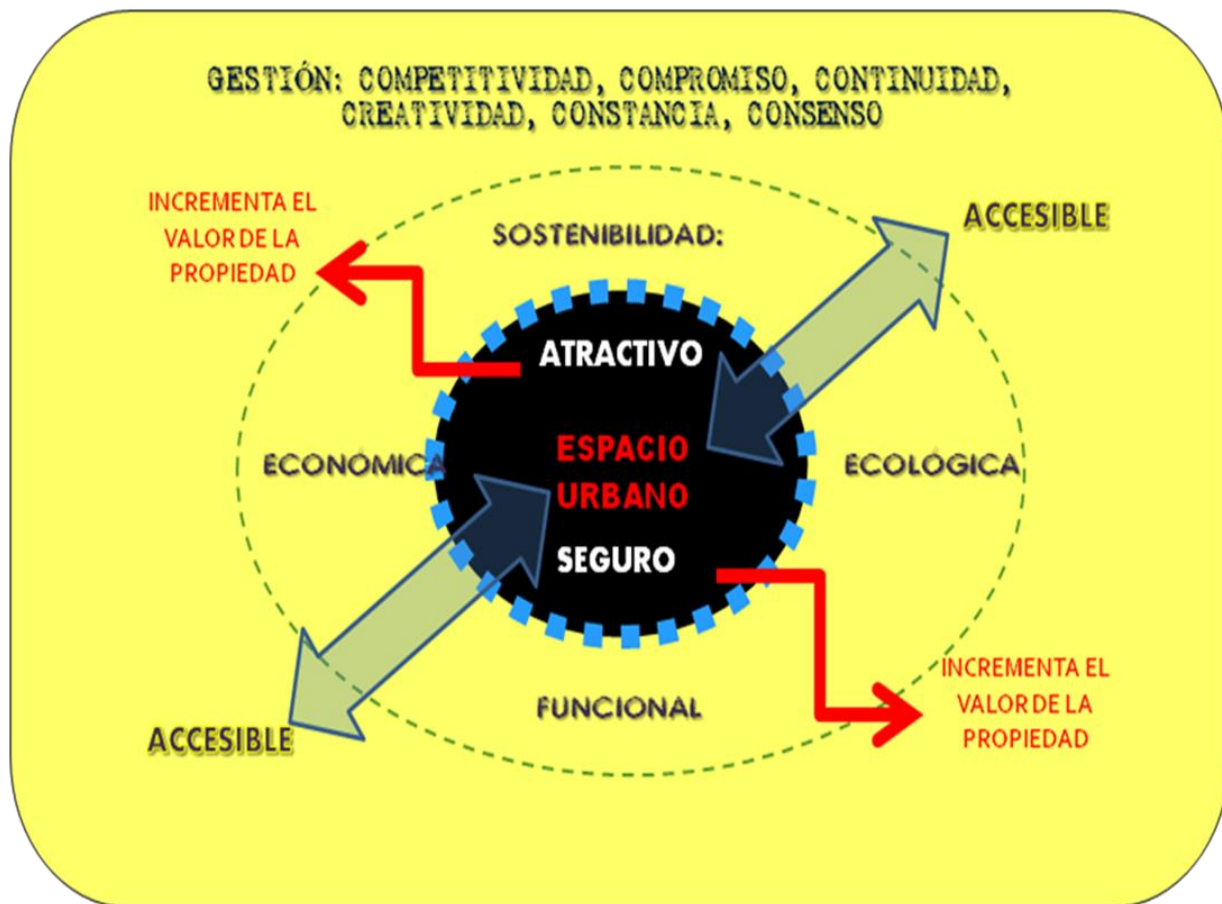 GESTIÓN: COMPETITIVIDAD, COMPROMISO, CONTINUIDAD,
CREATIVIDAD, CONSTANCIA, CONSENSO
INCREMENTA EL
VALOR DE LA
PROPIEDAD
ACCESIBLE
SOSTENIBILIDAD:
ATRACTIVO
ECONÓMICA
ESPACIO
URBANO
ECOLÓGICA
SEGURO
FUNCIONAL
ACCESIBLE
INCREMENTA EL
VALOR DE LA
PROPIEDAD